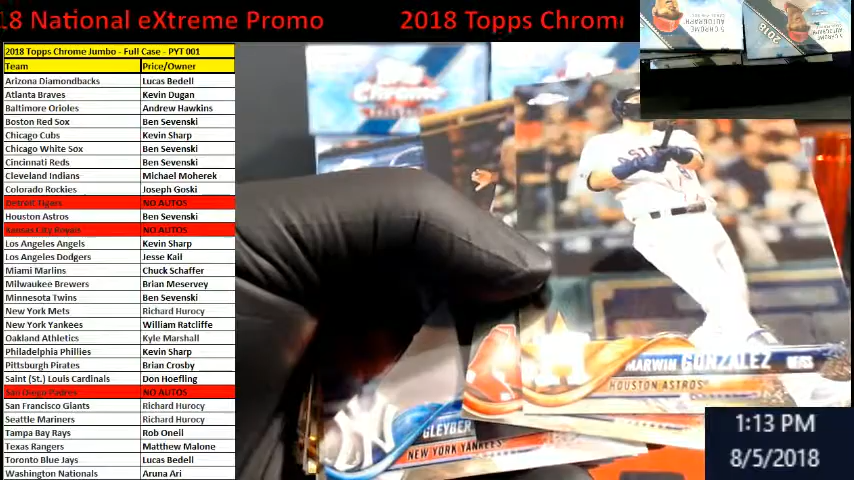 18 National eXtreme Promo
2018 Topps Chrom
2018 Topps Chrome Jumbo - Full Case - PYT 001
Team Price/Owner
Arizona Diamondbacks Lucas Bedell
Atlanta Braves Kevin Dugan
Baltimore Orioles Andrew Hawkins
Boston Red Sox Ben Sevenski
Chicago Cubs Kevin Sharp
Chicago White Sox Ben Sevenski
Cincinnati Reds Ben Sevenski
Cleveland Indians Michael Moherek
Colorado Rockies Joseph Goski
Detroit Tigers NO AUTOS
Houston Astros Ben Sevenski
Kansas City Royals NO AUTOS
Los Angeles Angels Kevin Sharp
Los Angeles Dodgers Jesse Kail
Miami Marlins Chuck Schaffer
Milwaukee Brewers Brian Meservey
Minnesota Twins Ben Sevenski
New York Mets Richard Hurocy
New York Yankees William Ratcliffe
Oakland Athletics Kyle Marshall
Philadelphia Phillies Kevin Sharp
Pittsburgh Pirates Brian Crosby
Saint (St.) Louis Cardinals Don Hoefling
San Diego Padres NO AUTOS
San Francisco Giants Richard Hurocy
Seattle Mariners Richard Hurocy
Tampa Bay Rays Rob Oneil
Texas Rangers Matthew Malone
Toronto Blue Jays Lucas Bedell
Washington Nationals Aruna Ari
Topps
Chrome
5 CHROME
AUTOGRAPH
2018
MARWIN GONZALEZ
HOUSTON ASTROS
GLEYBER
NEW YORK YANKEES
1:13 PM
8/5/2018